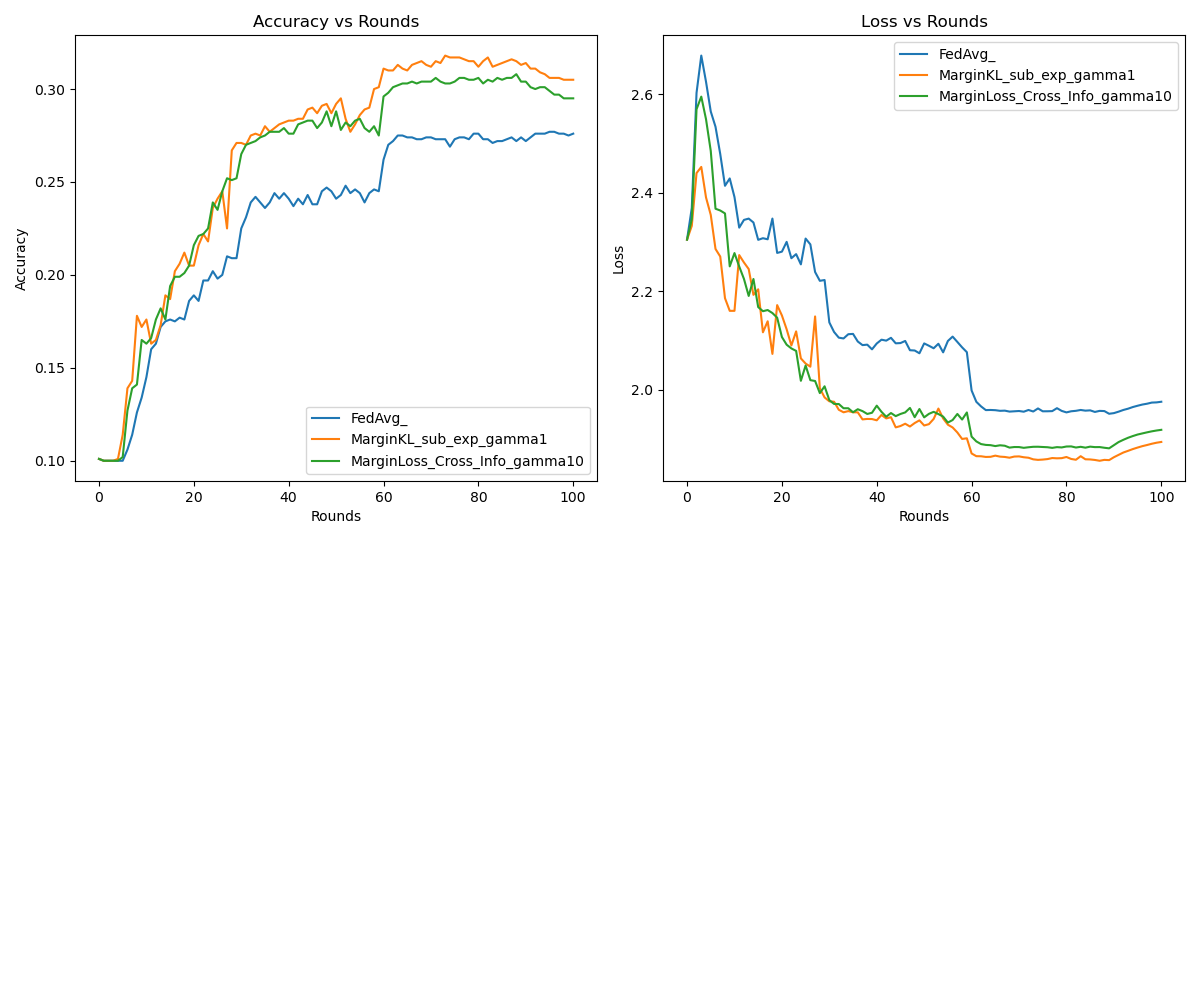 Accuracy vs Rounds
0.30
0.25
0.20
0.15
0.10
Accuracy
FedAvg_
MarginKL_sub_exp_gamma1
MarginLoss_Cross_Info_gamma10
0 20 40 60 80 100
Rounds
Loss vs Rounds
2.6
2.4
2.2
2.0
Loss
FedAvg_
MarginKL_sub_exp_gamma1
MarginLoss_Cross_Info_gamma10
0 20 40 60 80 100
Rounds